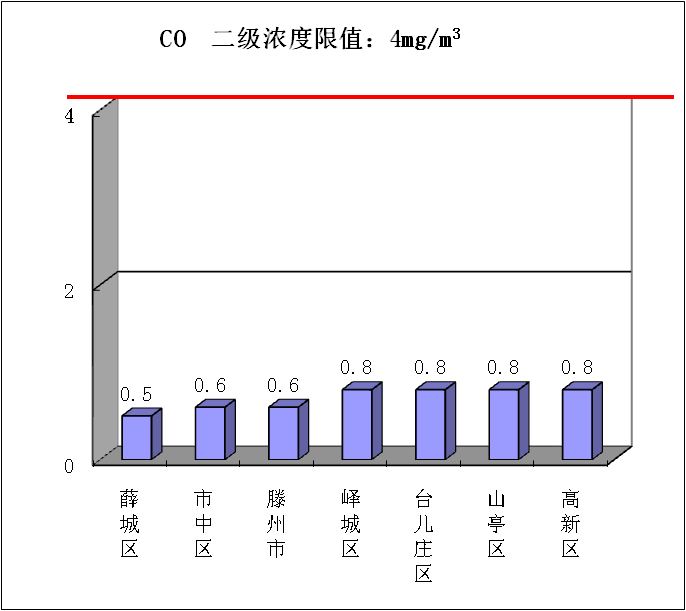 CO 二级浓度限值：4mg/m³
4
2
0
0.5
0.6
0.6
0.8
0.8
0.8
0.8
薛城区
市中区
滕州市
峄城区
台儿庄区
山亭区
高新区